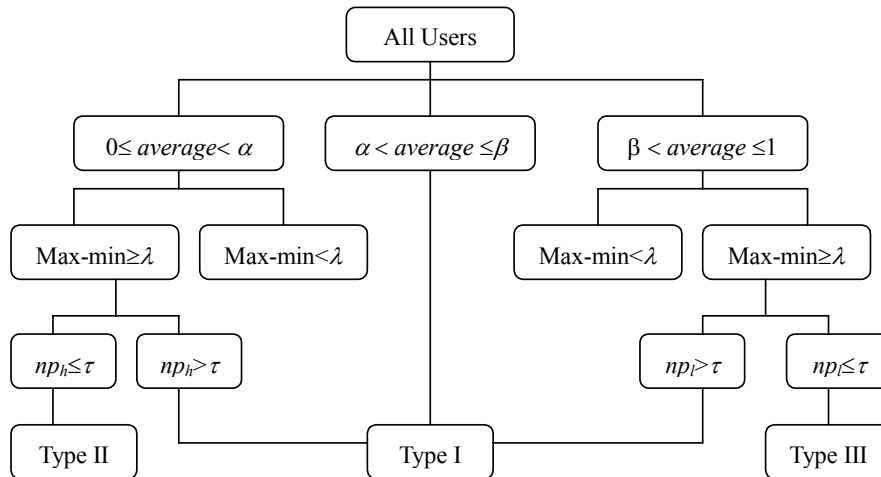 All Users
0≤ average< α
α < average ≤β
β < average ≤1
Max-min≥λ
Max-min<λ
Max-min<λ
Max-min≥λ
npₕ≤τ
npₕ>τ
npₗ>τ
npₗ≤τ
Type II
Type I
Type III